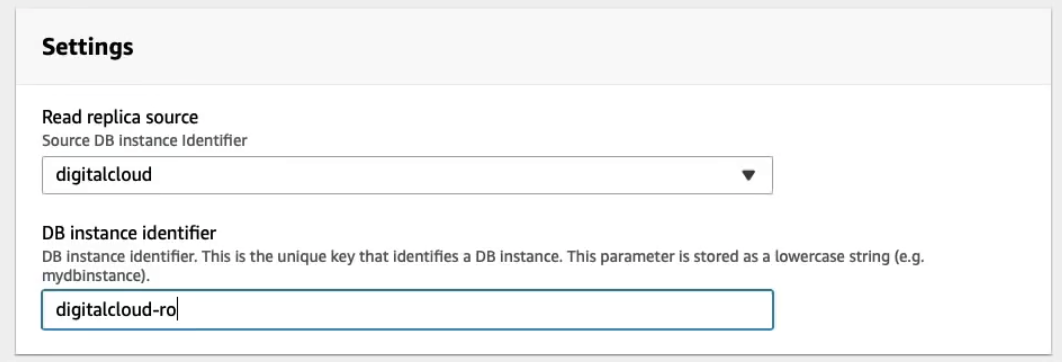 Settings
Read replica source
Source DB instance Identifier
digitalcloud
DB instance identifier
DB instance identifier. This is the unique key that identifies a DB instance. This parameter is stored as a lowercase string (e.g.
mydbinstance).
digitalcloud-ro